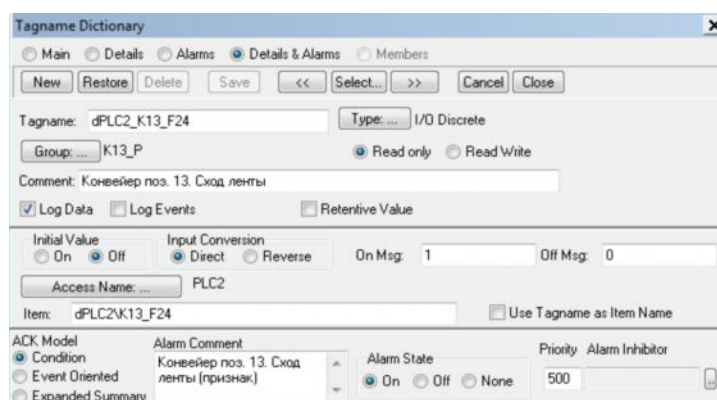 Tagname Dictionary
Main Details Alarms Details & Alarms Members
New Restore Delete Save << Select... >> Cancel Close
Tagname: dPLC2_K13_F24 Type: ... I/O Discrete
Group: ... K13_P Read only Read Write
Comment: Конвейер поз. 13. Сход ленты
Log Data Log Events Retentive Value
Initial Value Input Conversion
On Off Direct Reverse On Msg: 1 Off Msg: 0
Access Name: ... PLC2
Item: dPLC2\K13_F24 Use Tagname as Item Name
ACK Model Alarm Comment Alarm State Priority Alarm Inhibitor
Condition Конвейер поз. 13. Сход On Off None 500 ...
Event Oriented ленты (признак)
Expanded Summary